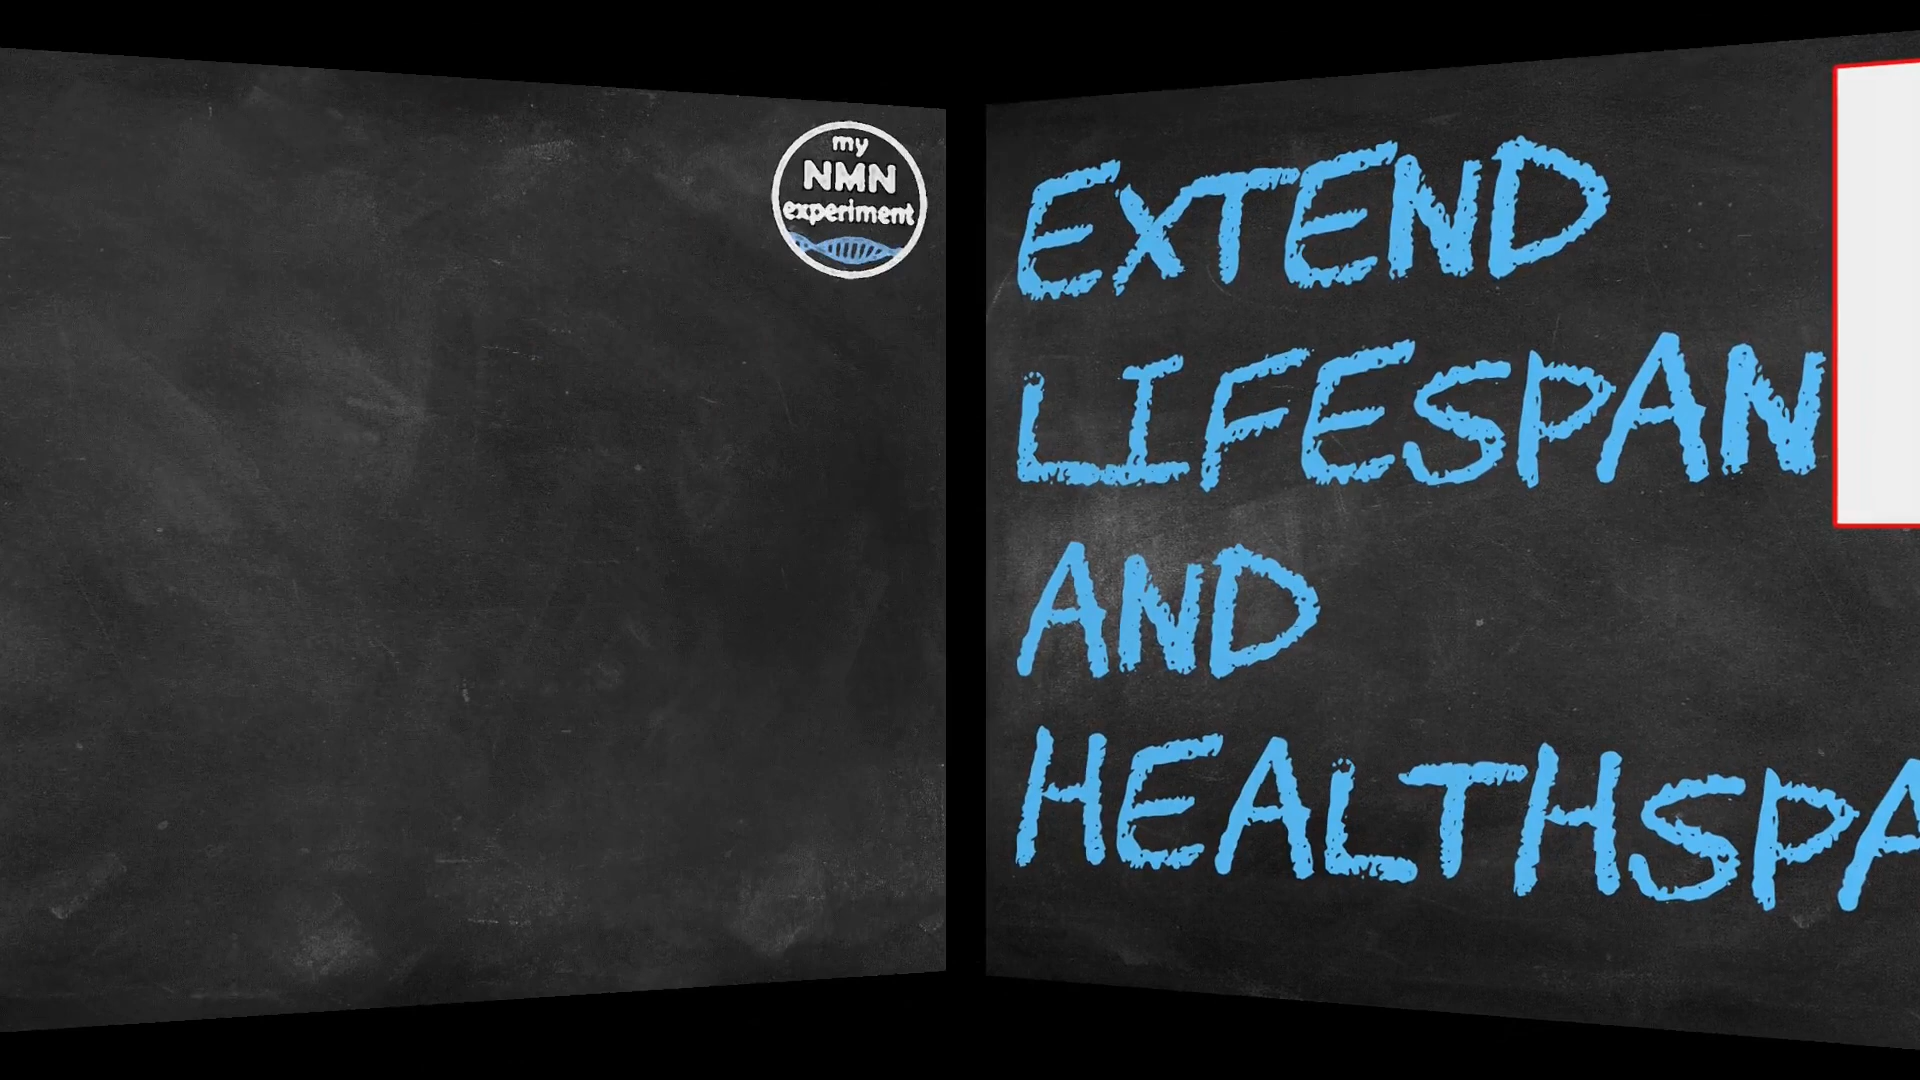 my
NMN
experiment
EXTEND
LIFESPAN
AND
HEALTHSPA